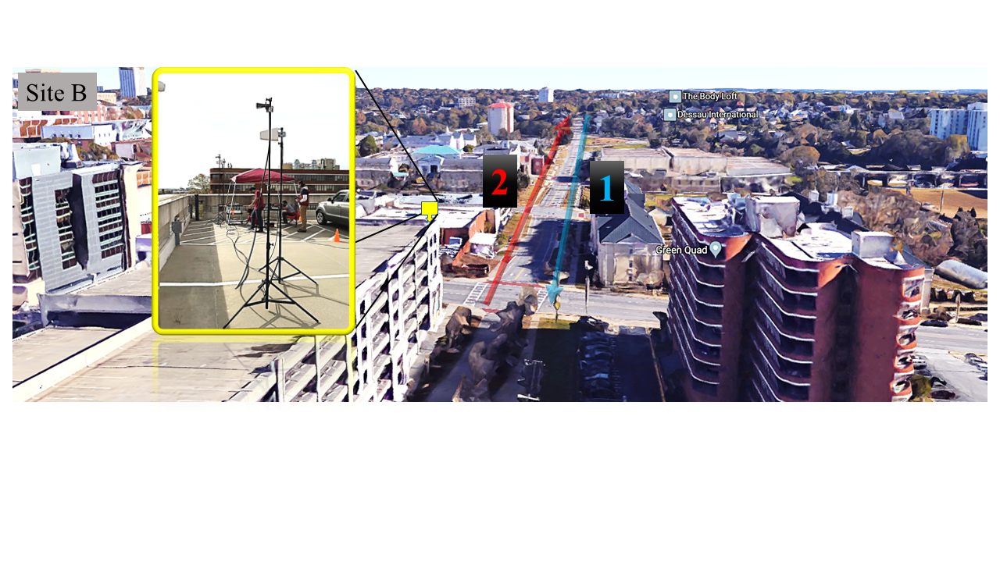 Site B
The Body Loft
Dessau International
2
1
Green Quad